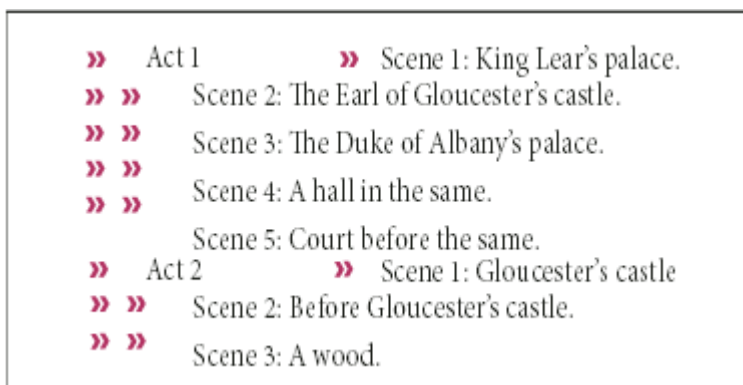 » Act 1 » Scene 1: King Lear's palace.
» » Scene 2: The Earl of Gloucester's castle.
» » Scene 3: The Duke of Albany's palace.
» » Scene 4: A hall in the same.
» » Scene 5: Court before the same.
» Act 2 » Scene 1: Gloucester's castle
» » Scene 2: Before Gloucester's castle.
» » Scene 3: A wood.